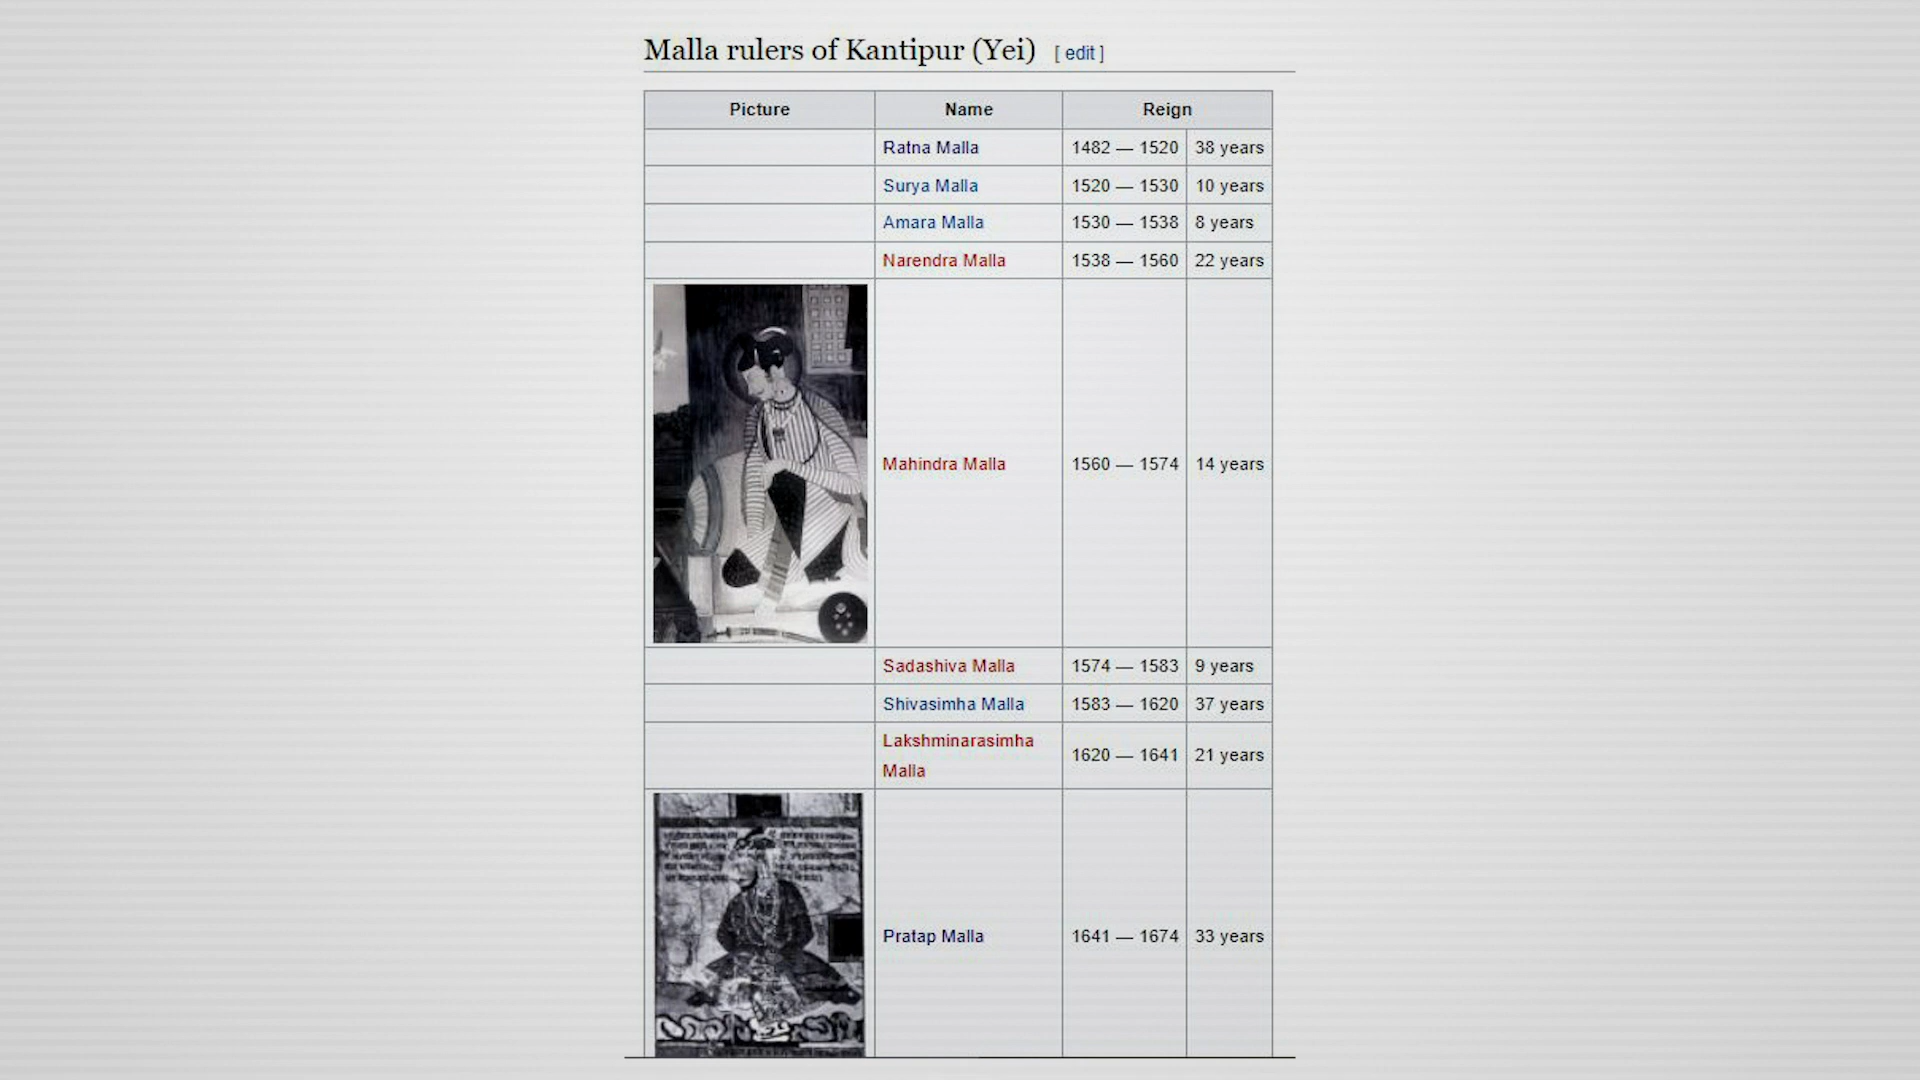 Malla rulers of Kantipur (Yei) [ edit ]
Picture Name Reign
Ratna Malla 1482 — 1520 38 years
Surya Malla 1520 — 1530 10 years
Amara Malla 1530 — 1538 8 years
Narendra Malla 1538 — 1560 22 years
Mahindra Malla 1560 — 1574 14 years
Sadashiva Malla 1574 — 1583 9 years
Shivasimha Malla 1583 — 1620 37 years
Lakshminarasimha
Malla 1620 — 1641 21 years
Pratap Malla 1641 — 1674 33 years